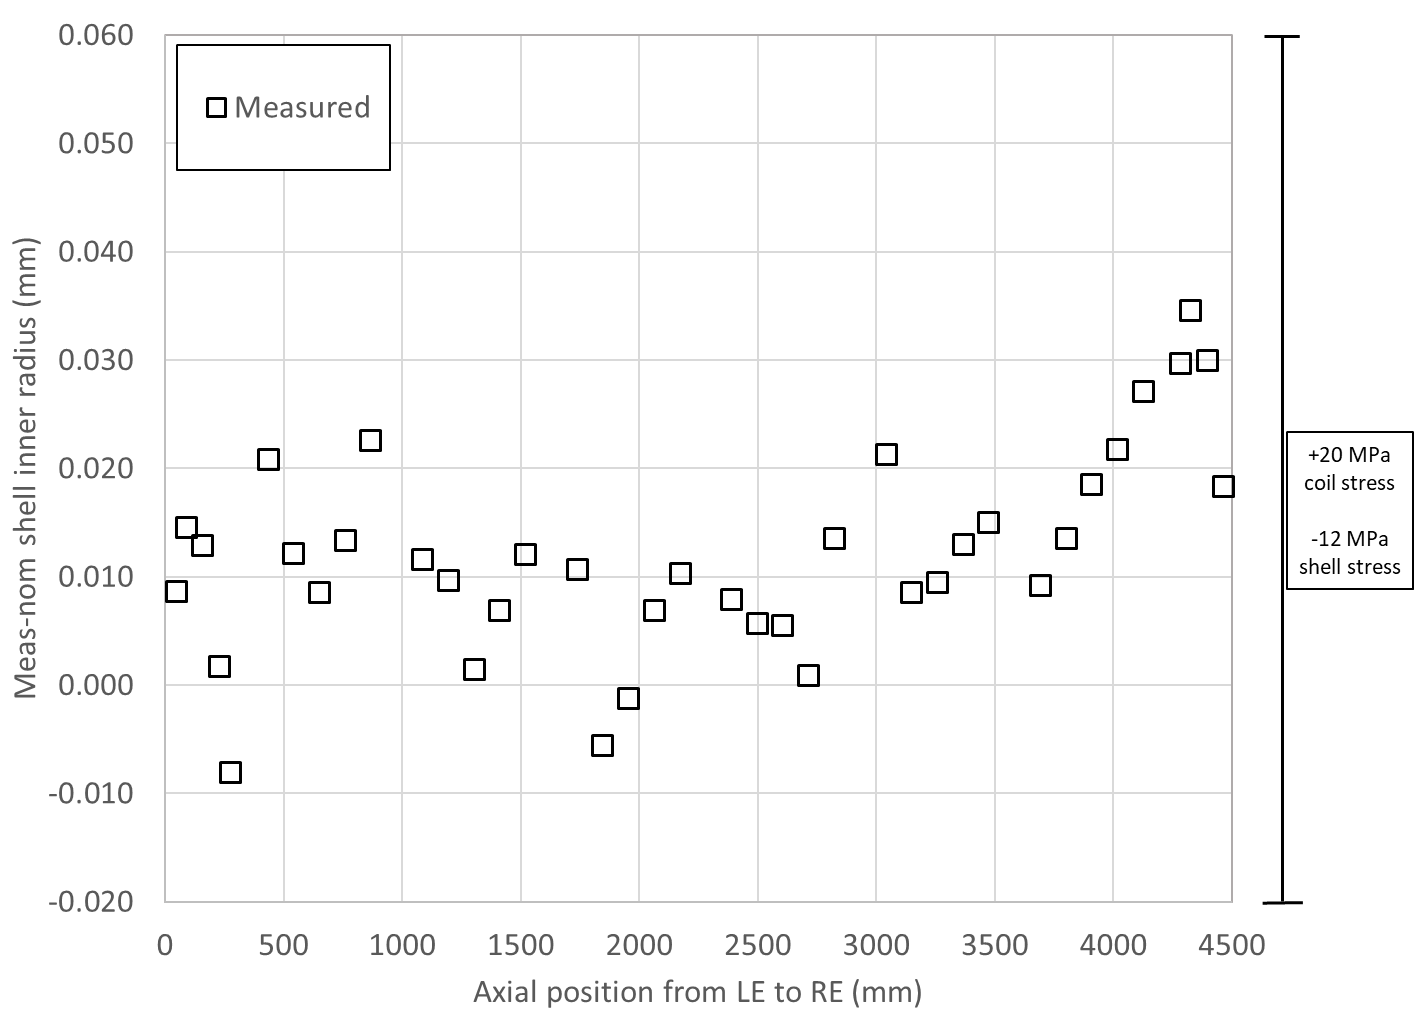 0.060
0.050
0.040
0.030
0.020
0.010
0.000
-0.010
-0.020
Meas-nom shell inner radius (mm)
Measured
0 500 1000 1500 2000 2500 3000 3500 4000 4500
Axial position from LE to RE (mm)
+20 MPa
coil stress
-12 MPa
shell stress